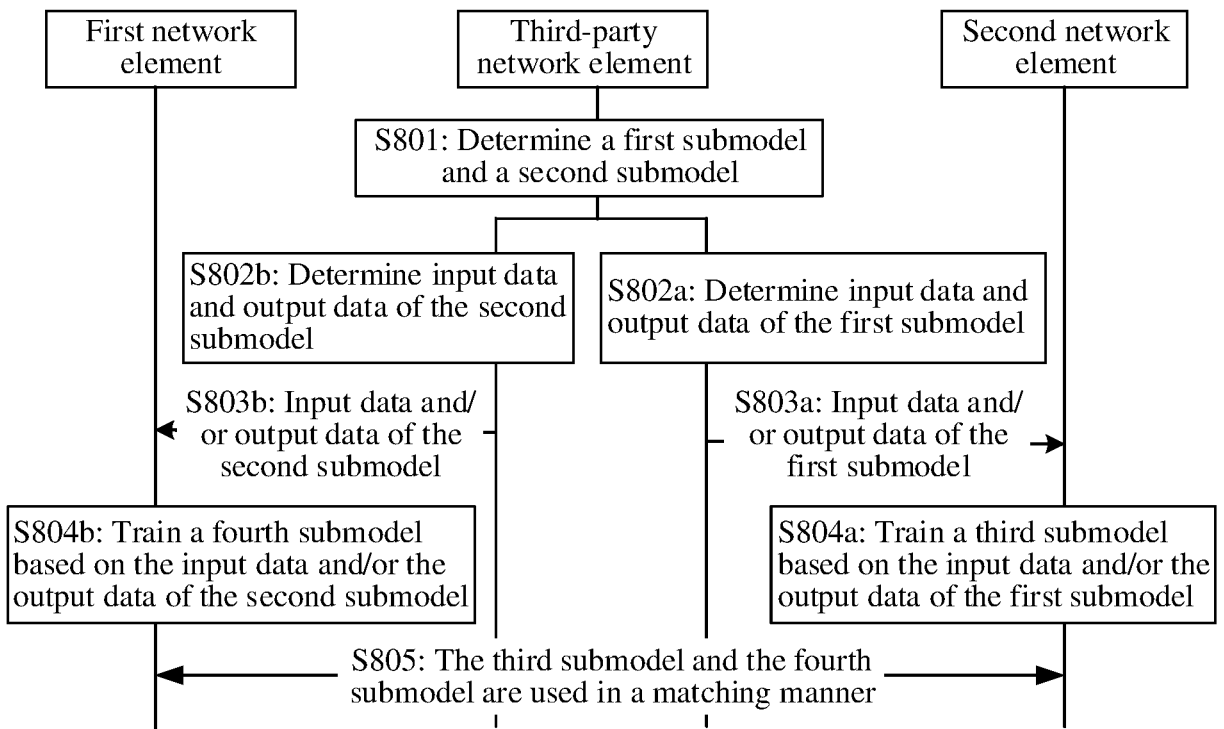 First network
element
Third-party
network element
Second network
element
S801: Determine a first submodel
and a second submodel
S802b: Determine input data
and output data of the second
submodel
S802a: Determine input data and
output data of the first submodel
S803b: Input data and/
or output data of the
second submodel
S803a: Input data and/
or output data of the
first submodel
S804b: Train a fourth submodel
based on the input data and/or the
output data of the second submodel
S804a: Train a third submodel
based on the input data and/or the
output data of the first submodel
S805: The third submodel and the fourth
submodel are used in a matching manner